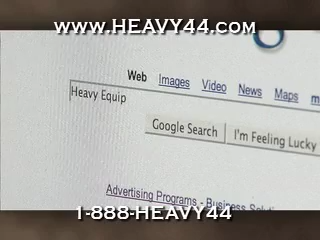 www.HEAVY44.com
Web Images Video News Maps
Heavy Equip
Google Search I'm Feeling Lucky
Advertising Programs - Business
1-888-HEAVY44